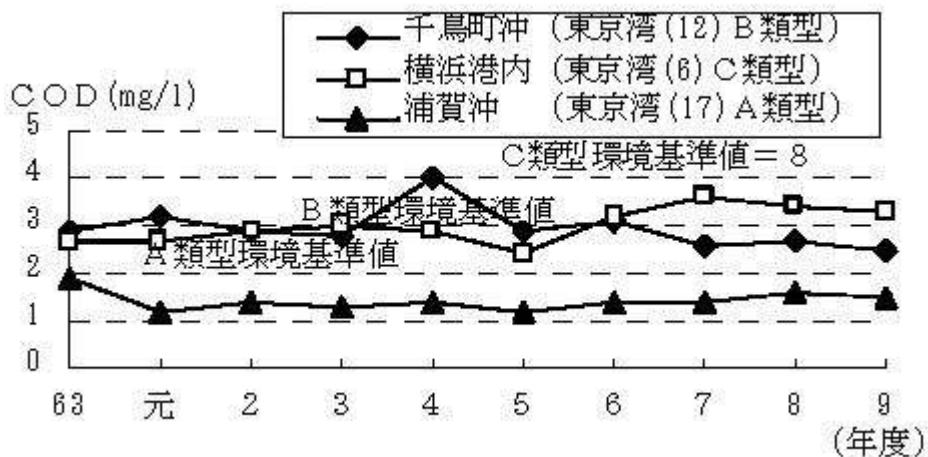 千鳥町沖 (東京湾(12)B類型)
横浜港内 (東京湾(6)C類型)
浦賀沖 (東京湾(17)A類型)
COD(mg/l)
C類型環境基準値=8
B類型環境基準値
A類型環境基準値
5
4
3
2
1
0
63 元 2 3 4 5 6 7 8 9
(年度)